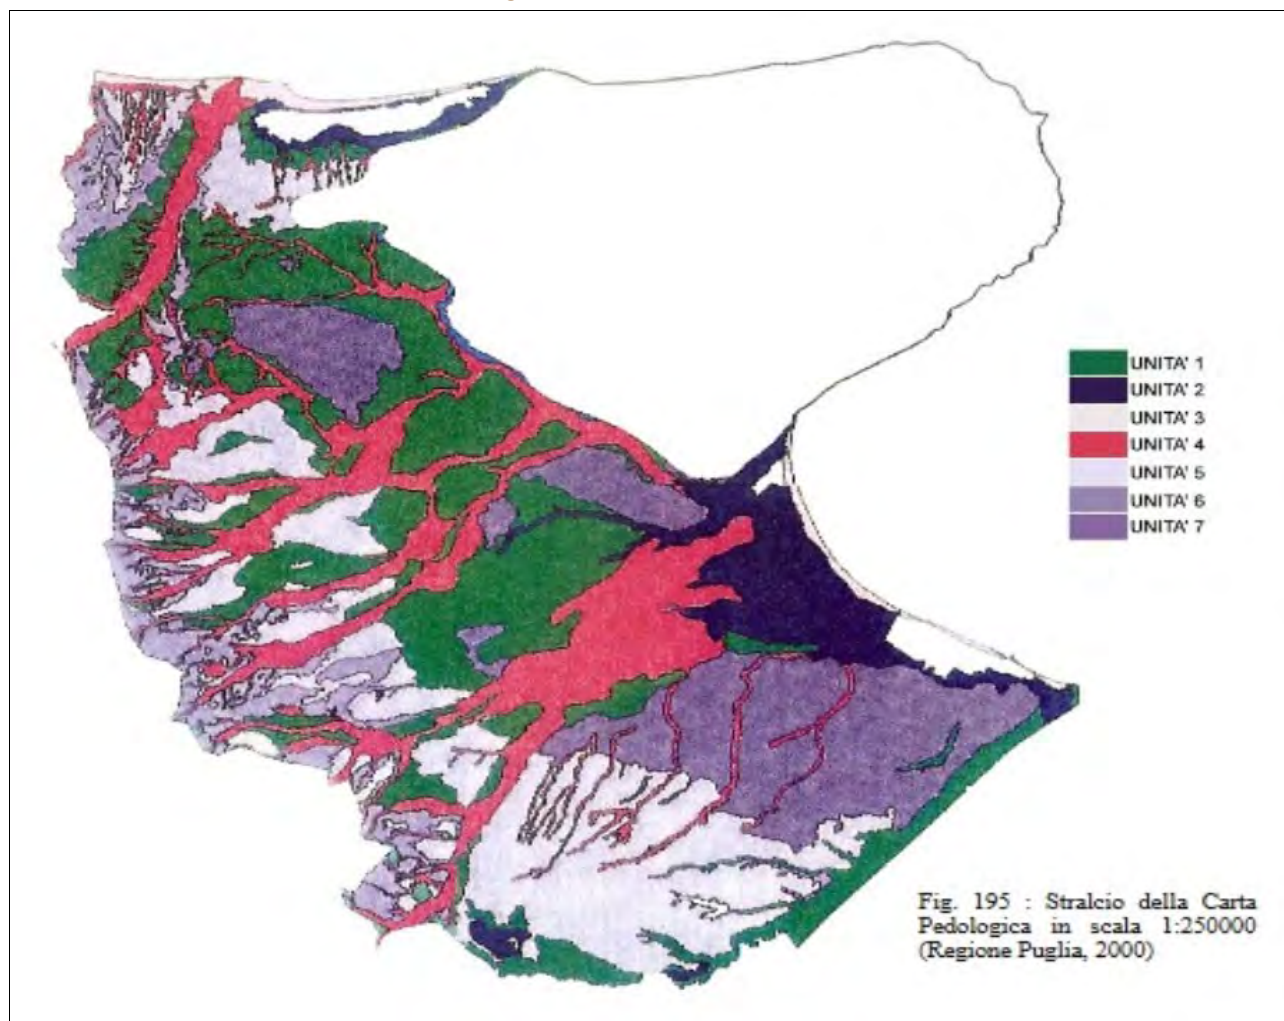 UNITA' 1
UNITA' 2
UNITA' 3
UNITA' 4
UNITA' 5
UNITA' 6
UNITA' 7
Fig. 195 : Stralcio della Carta
Pedologica in scala 1:250000
(Regione Puglia, 2000)